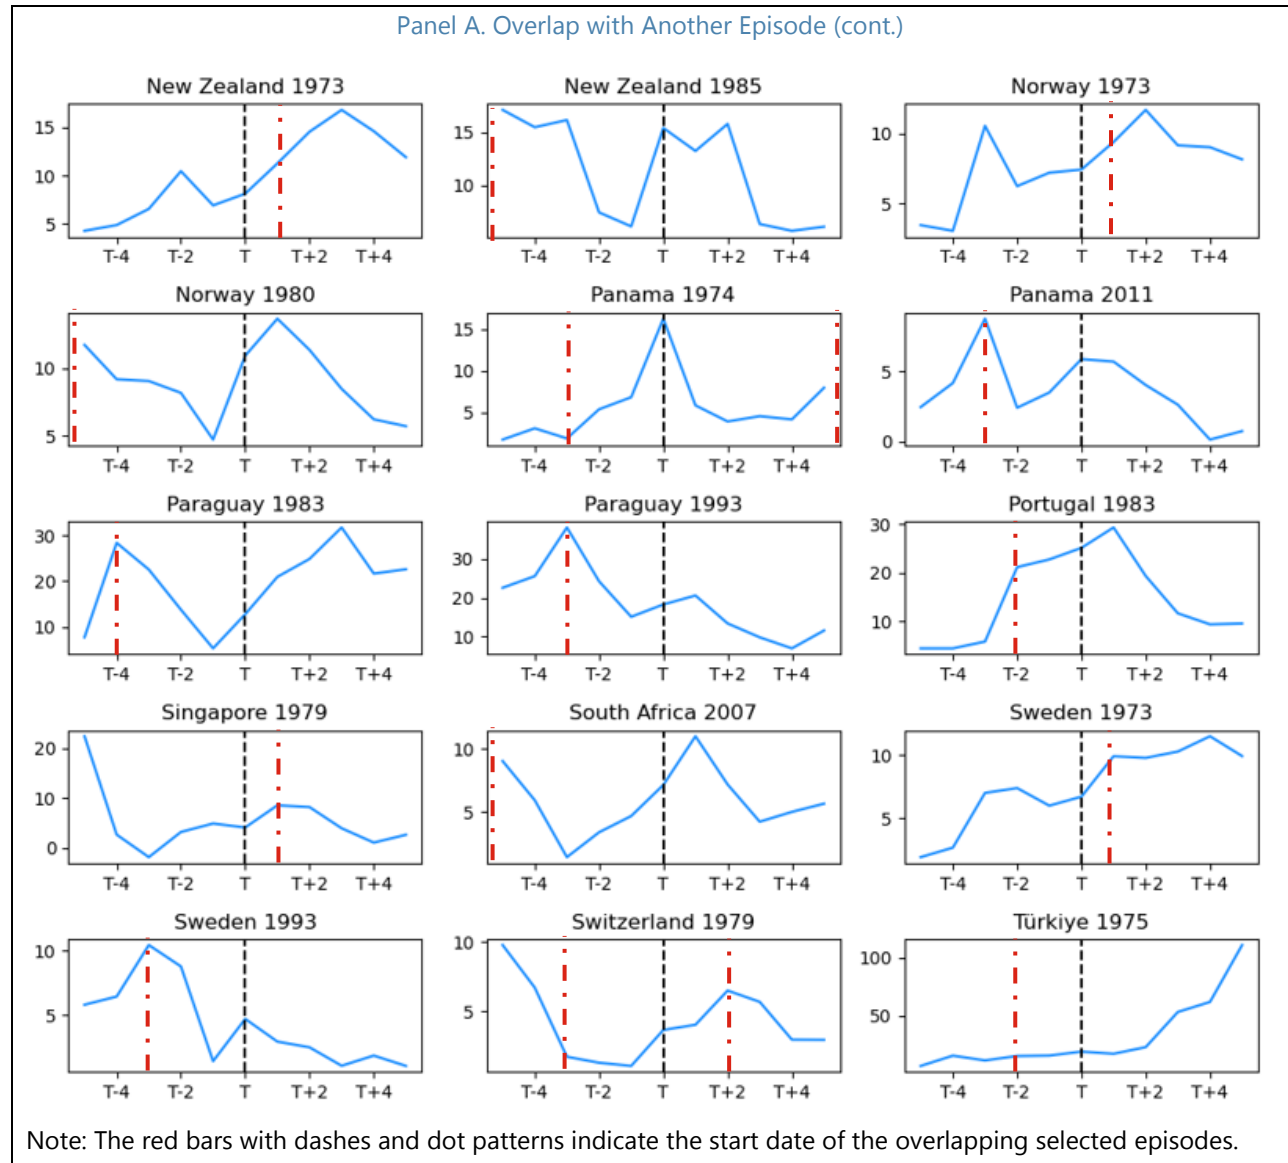 Panel A. Overlap with Another Episode (cont.)
New Zealand 1973
15
10
5
T-4 T-2 T T+2 T+4
New Zealand 1985
15
10
T-4 T-2 T T+2 T+4
Norway 1973
10
5
T-4 T-2 T T+2 T+4
Norway 1980
10
5
T-4 T-2 T T+2 T+4
Panama 1974
15
10
5
T-4 T-2 T T+2 T+4
Panama 2011
5
0
T-4 T-2 T T+2 T+4
Paraguay 1983
30
20
10
T-4 T-2 T T+2 T+4
Paraguay 1993
30
20
10
T-4 T-2 T T+2 T+4
Portugal 1983
30
20
10
T-4 T-2 T T+2 T+4
Singapore 1979
20
10
0
T-4 T-2 T T+2 T+4
South Africa 2007
10
5
T-4 T-2 T T+2 T+4
Sweden 1973
10
5
T-4 T-2 T T+2 T+4
Sweden 1993
10
5
T-4 T-2 T T+2 T+4
Switzerland 1979
10
5
T-4 T-2 T T+2 T+4
Türkiye 1975
100
50
T-4 T-2 T T+2 T+4
Note: The red bars with dashes and dot patterns indicate the start date of the overlapping selected episodes.